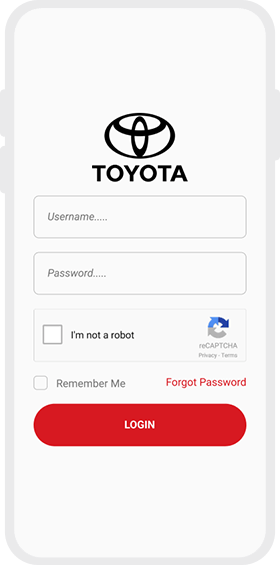 TOYOTA
Username.....
Password.....
I'm not a robot
reCAPTCHA
Privacy - Terms
Remember Me
Forgot Password
LOGIN